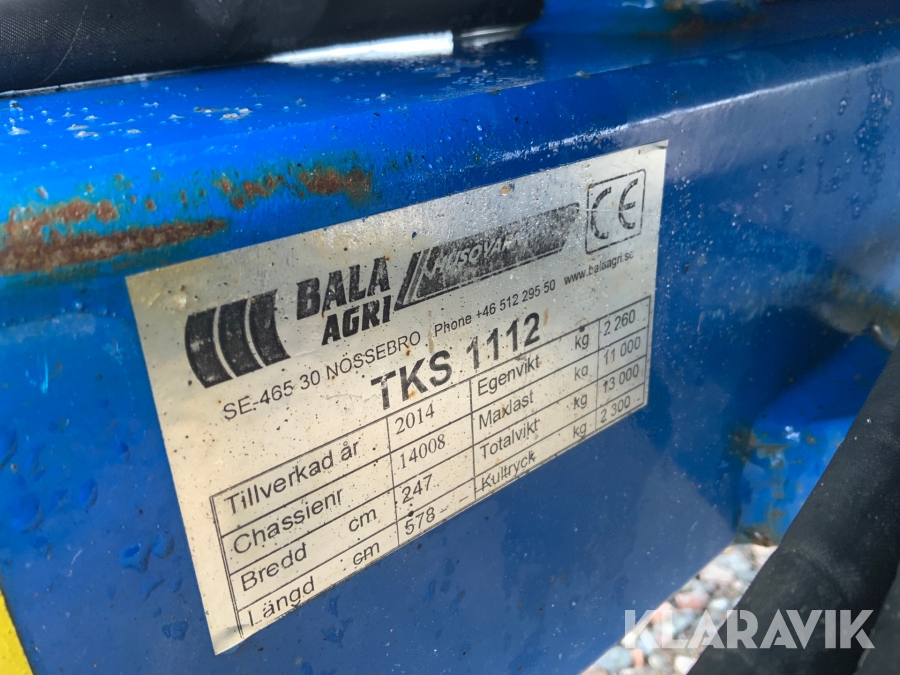 BALA
AGRI
HUSOVARN
CE
SE-465 30 NOSSEBRO Phone +46 512 295 50 www.balaagri.se
TKS 1112
Tillverkad år 2014 Egenvikt kg 2 260
Chassienr 14008 Maxlast kg 11 000
Bredd cm 247 Totalvikt kg 13 000
Längd cm 578 Kultryck kg 2 300
KLARAVIK